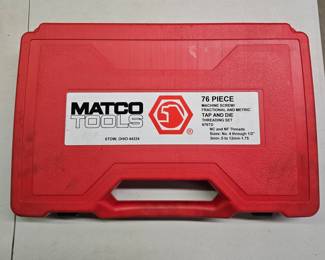 MATCO
TOOLS
®
STOW, OHIO 44224
76 PIECE
MACHINE SCREW/
FRACTIONAL AND METRIC
TAP AND DIE
THREADING SET
676TD
NC and NF Threads
Sizes: No. 4 through 1/2"
3mm-.5 to 12mm-1.75